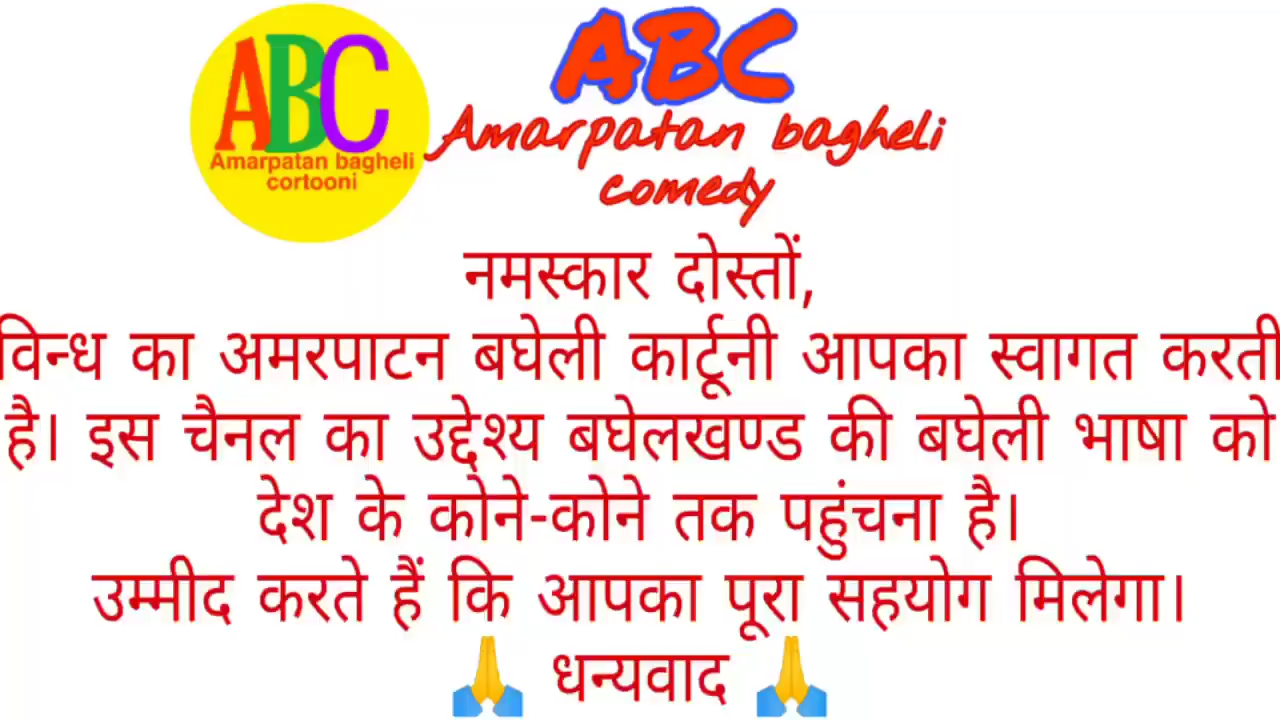 ABC
Amarpatan bagheli
cortooni
ABC
Amarpatan bagheli
comedy
नमस्कार दोस्तों,
विन्ध का अमरपाटन बघेली कार्टूनी आपका स्वागत करती
है। इस चैनल का उद्देश्य बघेलखण्ड की बघेली भाषा को
देश के कोने-कोने तक पहुंचना है।
उम्मीद करते हैं कि आपका पूरा सहयोग मिलेगा।
🙏 धन्यवाद 🙏